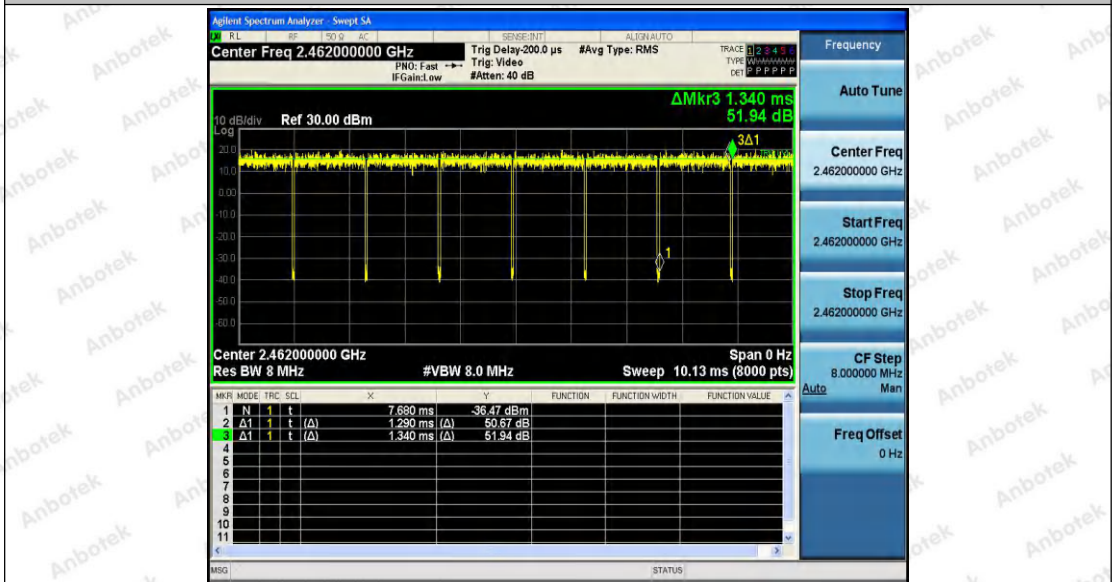 Agilent Spectrum Analyzer - Swept SA
RL RF 50 Ω AC SENSE:INT ALIGNAUTO
Center Freq 2.462000000 GHz
PNO: Fast
IFGain:Low
Trig Delay-200.0 µs
Trig: Video
#Atten: 40 dB
#Avg Type: RMS
TRACE 1 2 3 4 5 6
TYPE WWWWWW
DET P P P P P P
ΔMkr3 1.340 ms
51.94 dB
10 dB/div
Log
Ref 30.00 dBm
20.0
10.0
0.00
-10.0
-20.0
-30.0
-40.0
-50.0
-60.0
3Δ1
1
Center 2.462000000 GHz
Span 0 Hz
Res BW 8 MHz
#VBW 8.0 MHz
Sweep 10.13 ms (8000 pts)
MKR MODE TRC SCL X Y FUNCTION FUNCTION WIDTH FUNCTION VALUE
1 N 1 t 7.680 ms -36.47 dBm
2 Δ1 1 t (Δ) 1.290 ms (Δ) 50.67 dB
3 Δ1 1 t (Δ) 1.340 ms (Δ) 51.94 dB
4
5
6
7
8
9
10
11
MSG
STATUS
Frequency
Auto Tune
Center Freq
2.462000000 GHz
Start Freq
2.462000000 GHz
Stop Freq
2.462000000 GHz
CF Step
8.000000 MHz
Auto Man
Freq Offset
0 Hz
Anbotek